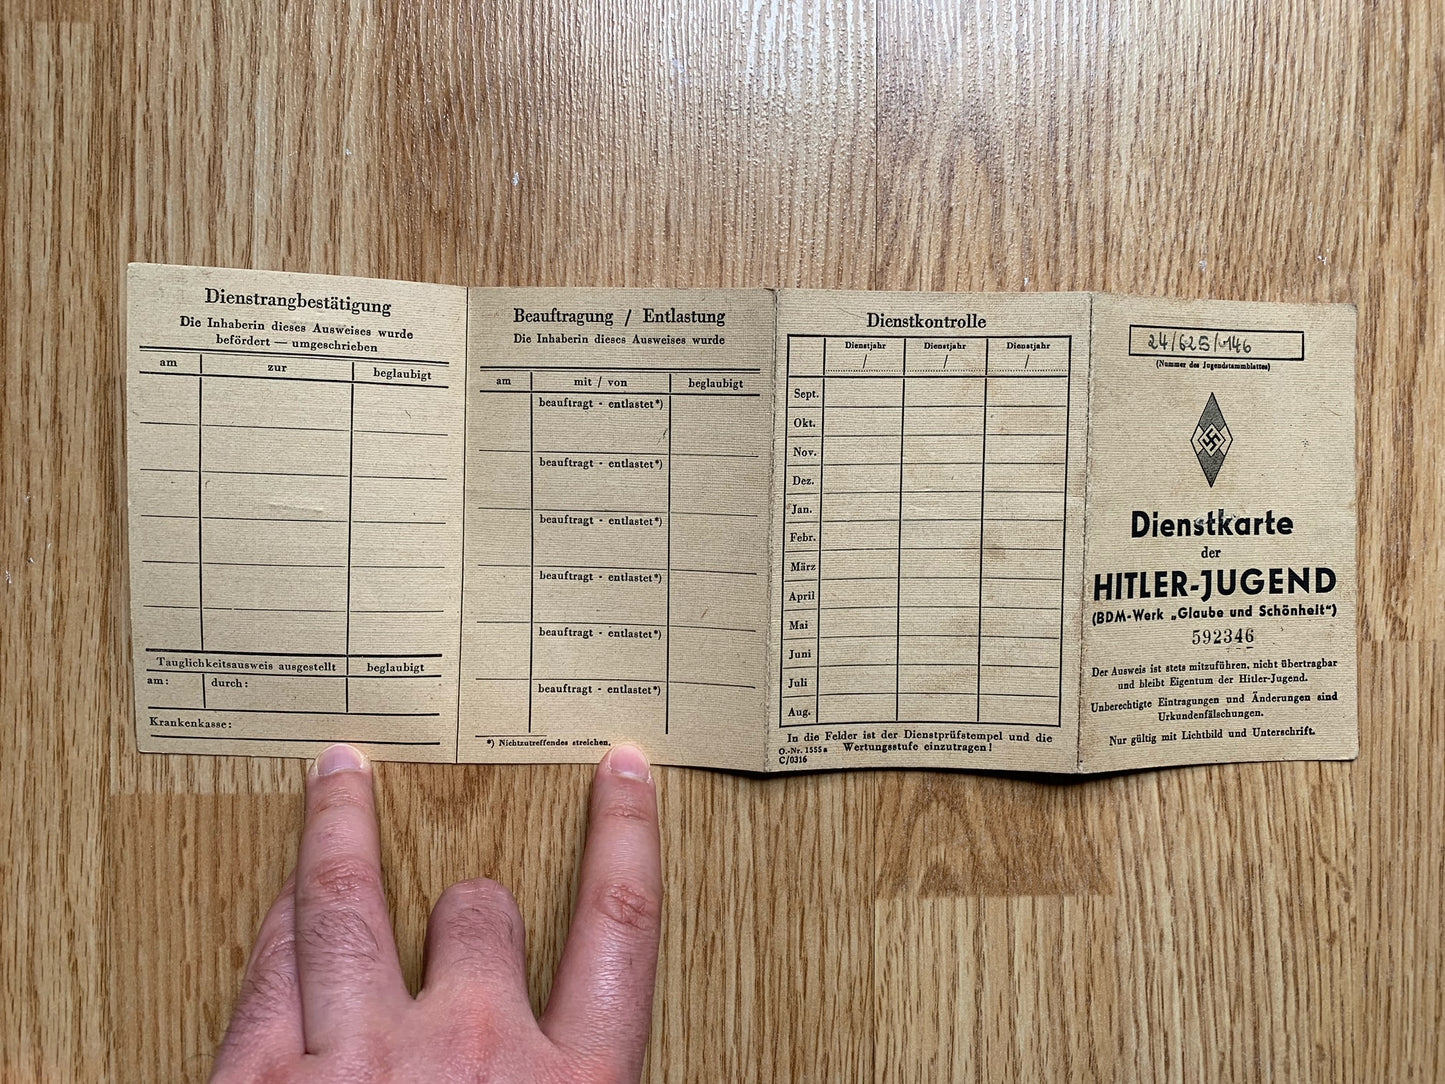 Dienstrangbestätigung
Die Inhaberin dieses Ausweises wurde
befördert — umgeschrieben
am zur beglaubigt
Tauglichkeitsausweis ausgestellt beglaubigt
am: durch:
Krankenkasse:
Beauftragung / Entlastung
Die Inhaberin dieses Ausweises wurde
am mit / von beglaubigt
beauftragt - entlastet*)
beauftragt - entlastet*)
beauftragt - entlastet*)
beauftragt - entlastet*)
beauftragt - entlastet*)
beauftragt - entlastet*)
*) Nichtzutreffendes streichen.
Dienstkontrolle
Dienstjahr Dienstjahr Dienstjahr
/ / /
Sept.
Okt.
Nov.
Dez.
Jan.
Febr.
März
April
Mai
Juni
Juli
Aug.
In die Felder ist der Dienstprüfstempel und die
Wertungsstufe einzutragen!
O.-Nr. 1555a
C/0316
24/625/146
(Nummer des Jugendstammblattes)
Dienstkarte
der
HITLER-JUGEND
(BDM-Werk „Glaube und Schönheit“)
592346
Der Ausweis ist stets mitzuführen, nicht übertragbar
und bleibt Eigentum der Hitler-Jugend.
Unberechtigte Eintragungen und Änderungen sind
Urkundenfälschungen.
Nur gültig mit Lichtbild und Unterschrift.